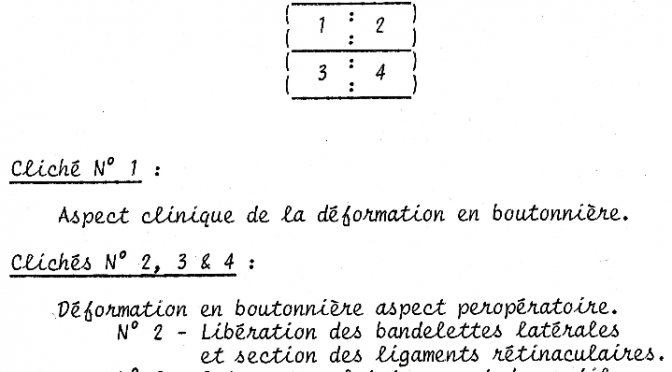 1 : 2
3 : 4
Cliché N° 1 :
Aspect clinique de la déformation en boutonnière.
Clichés N° 2, 3 & 4 :
Déformation en boutonnière aspect peropératoire.
N° 2 - Libération des bandelettes latérales
et section des ligaments rétinaculaires.